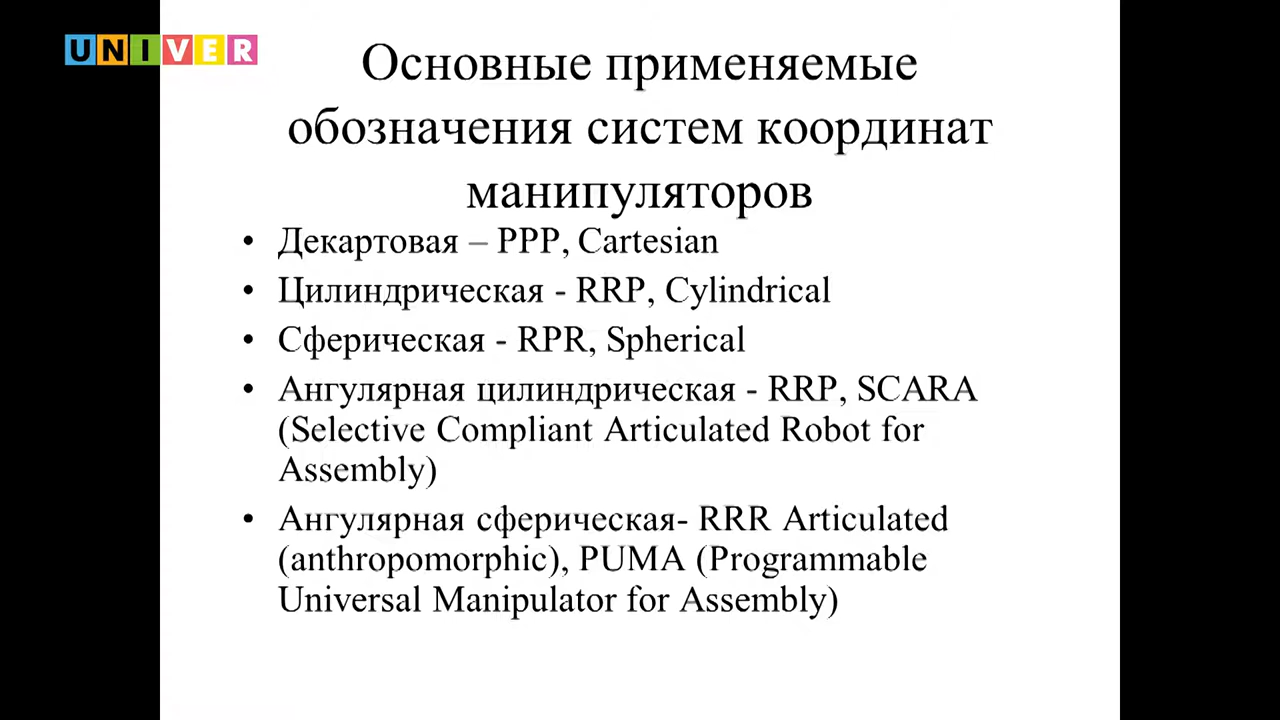 UNIVER
Основные применяемые
обозначения систем координат
манипуляторов
• Декартовая – PPP, Cartesian
• Цилиндрическая - RRP, Cylindrical
• Сферическая - RPR, Spherical
• Ангулярная цилиндрическая - RRP, SCARA
(Selective Compliant Articulated Robot for
Assembly)
• Ангулярная сферическая- RRR Articulated
(anthropomorphic), PUMA (Programmable
Universal Manipulator for Assembly)